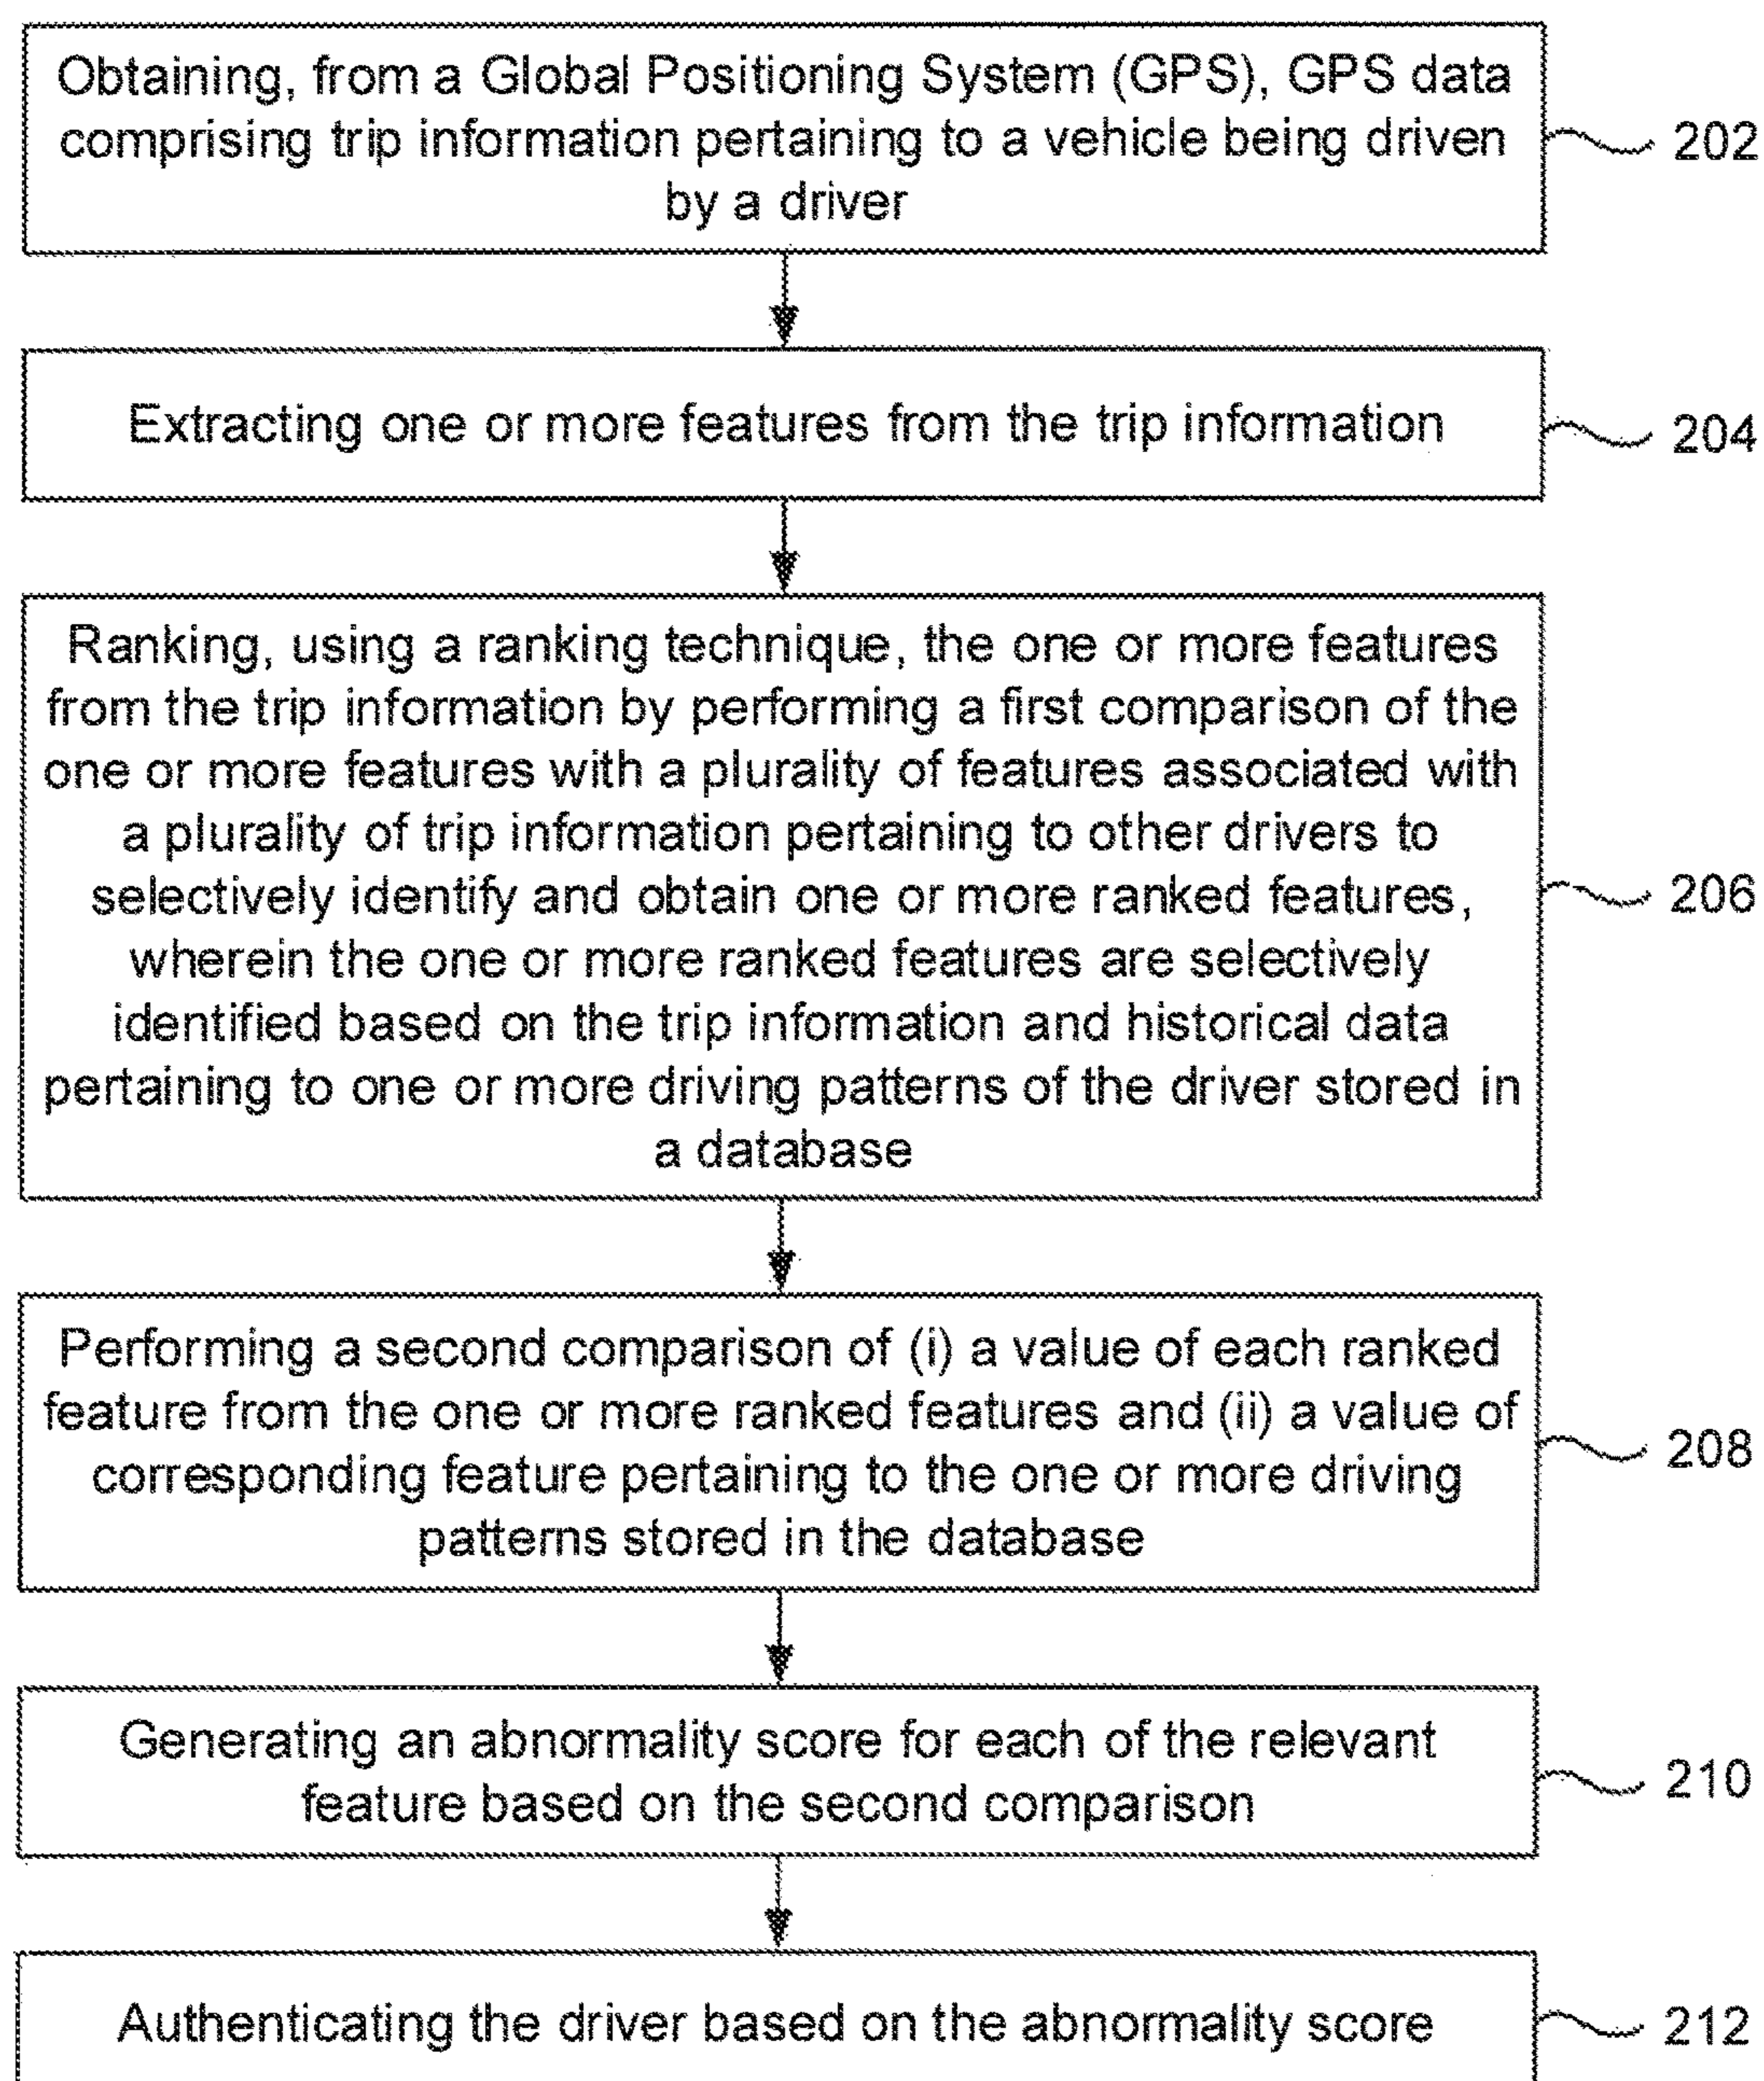 Obtaining, from a Global Positioning System (GPS), GPS data
comprising trip information pertaining to a vehicle being driven
by a driver
202
Extracting one or more features from the trip information
204
Ranking, using a ranking technique, the one or more features
from the trip information by performing a first comparison of the
one or more features with a plurality of features associated with
a plurality of trip information pertaining to other drivers to
selectively identify and obtain one or more ranked features,
wherein the one or more ranked features are selectively
identified based on the trip information and historical data
pertaining to one or more driving patterns of the driver stored in
a database
206
Performing a second comparison of (i) a value of each ranked
feature from the one or more ranked features and (ii) a value of
corresponding feature pertaining to the one or more driving
patterns stored in the database
208
Generating an abnormality score for each of the relevant
feature based on the second comparison
210
Authenticating the driver based on the abnormality score
212